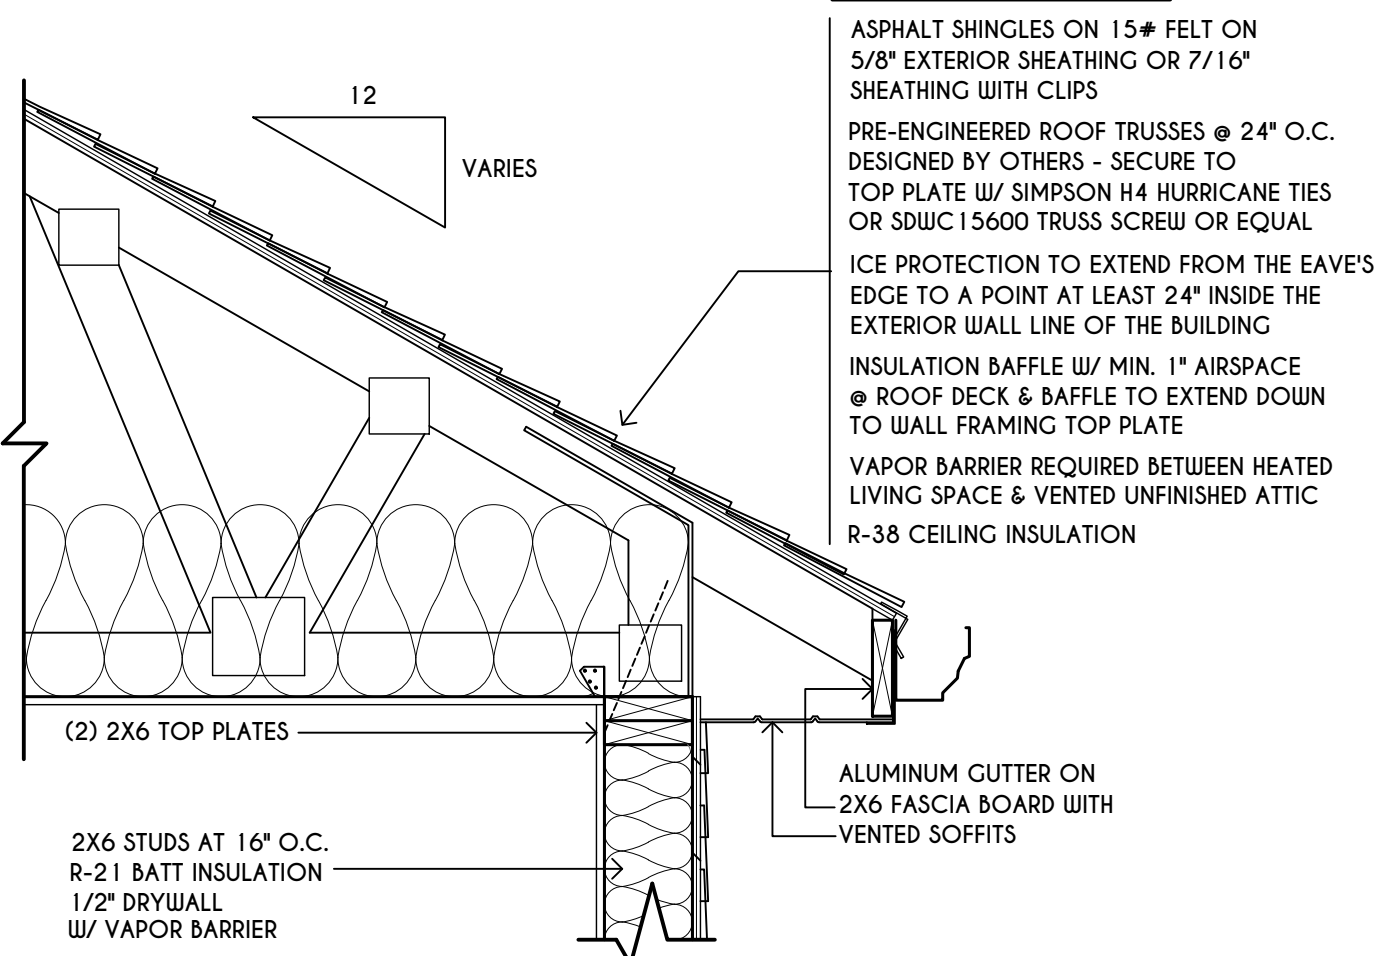 ASPHALT SHINGLES ON 15# FELT ON
5/8" EXTERIOR SHEATHING OR 7/16"
SHEATHING WITH CLIPS
PRE-ENGINEERED ROOF TRUSSES @ 24" O.C.
DESIGNED BY OTHERS - SECURE TO
TOP PLATE W/ SIMPSON H4 HURRICANE TIES
OR SDWC15600 TRUSS SCREW OR EQUAL
ICE PROTECTION TO EXTEND FROM THE EAVE'S
EDGE TO A POINT AT LEAST 24" INSIDE THE
EXTERIOR WALL LINE OF THE BUILDING
INSULATION BAFFLE W/ MIN. 1" AIRSPACE
@ ROOF DECK & BAFFLE TO EXTEND DOWN
TO WALL FRAMING TOP PLATE
VAPOR BARRIER REQUIRED BETWEEN HEATED
LIVING SPACE & VENTED UNFINISHED ATTIC
R-38 CEILING INSULATION
12
VARIES
(2) 2X6 TOP PLATES
ALUMINUM GUTTER ON
2X6 FASCIA BOARD WITH
VENTED SOFFITS
2X6 STUDS AT 16" O.C.
R-21 BATT INSULATION
1/2" DRYWALL
W/ VAPOR BARRIER